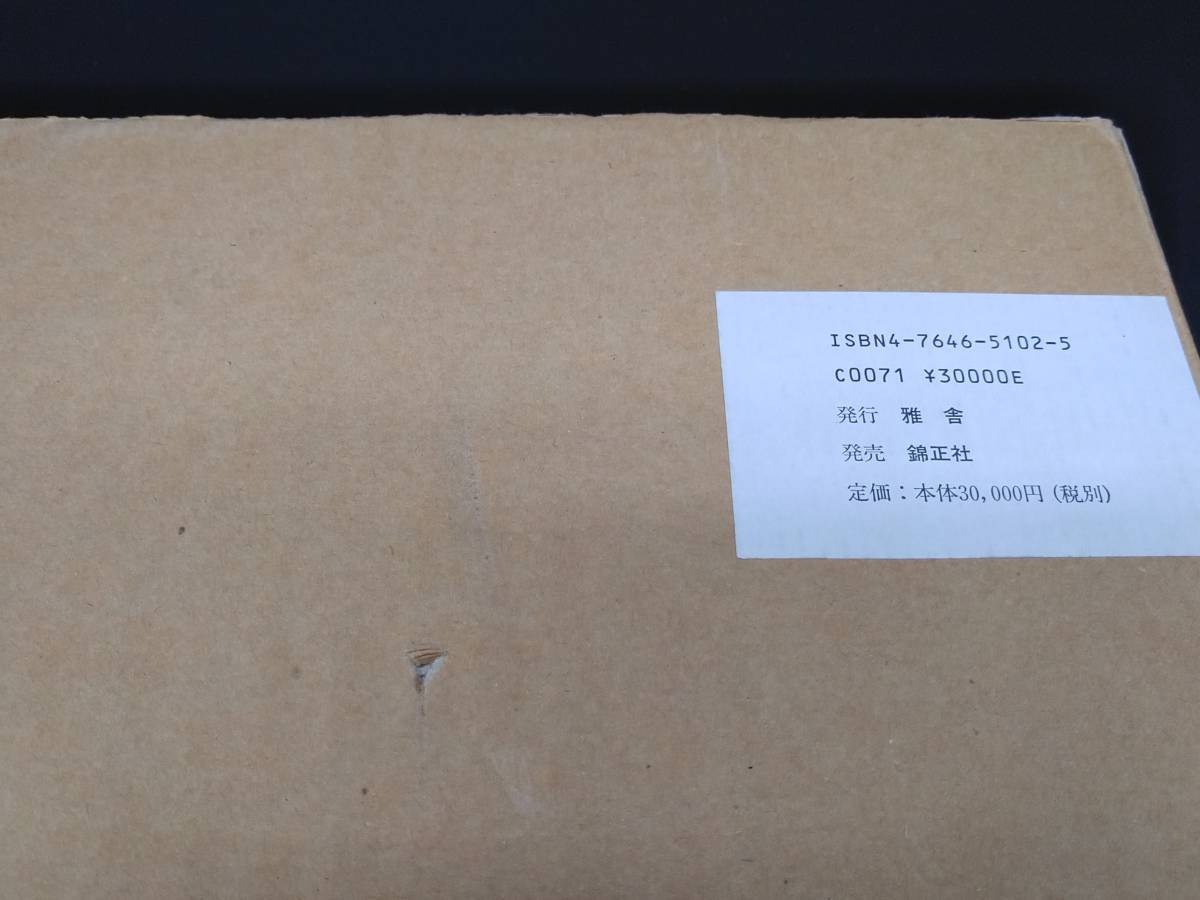 ISBN4-7646-5102-5
C0071 ¥30000E
発行 雅 舎
発売 錦正社
定価：本体30,000円（税別）